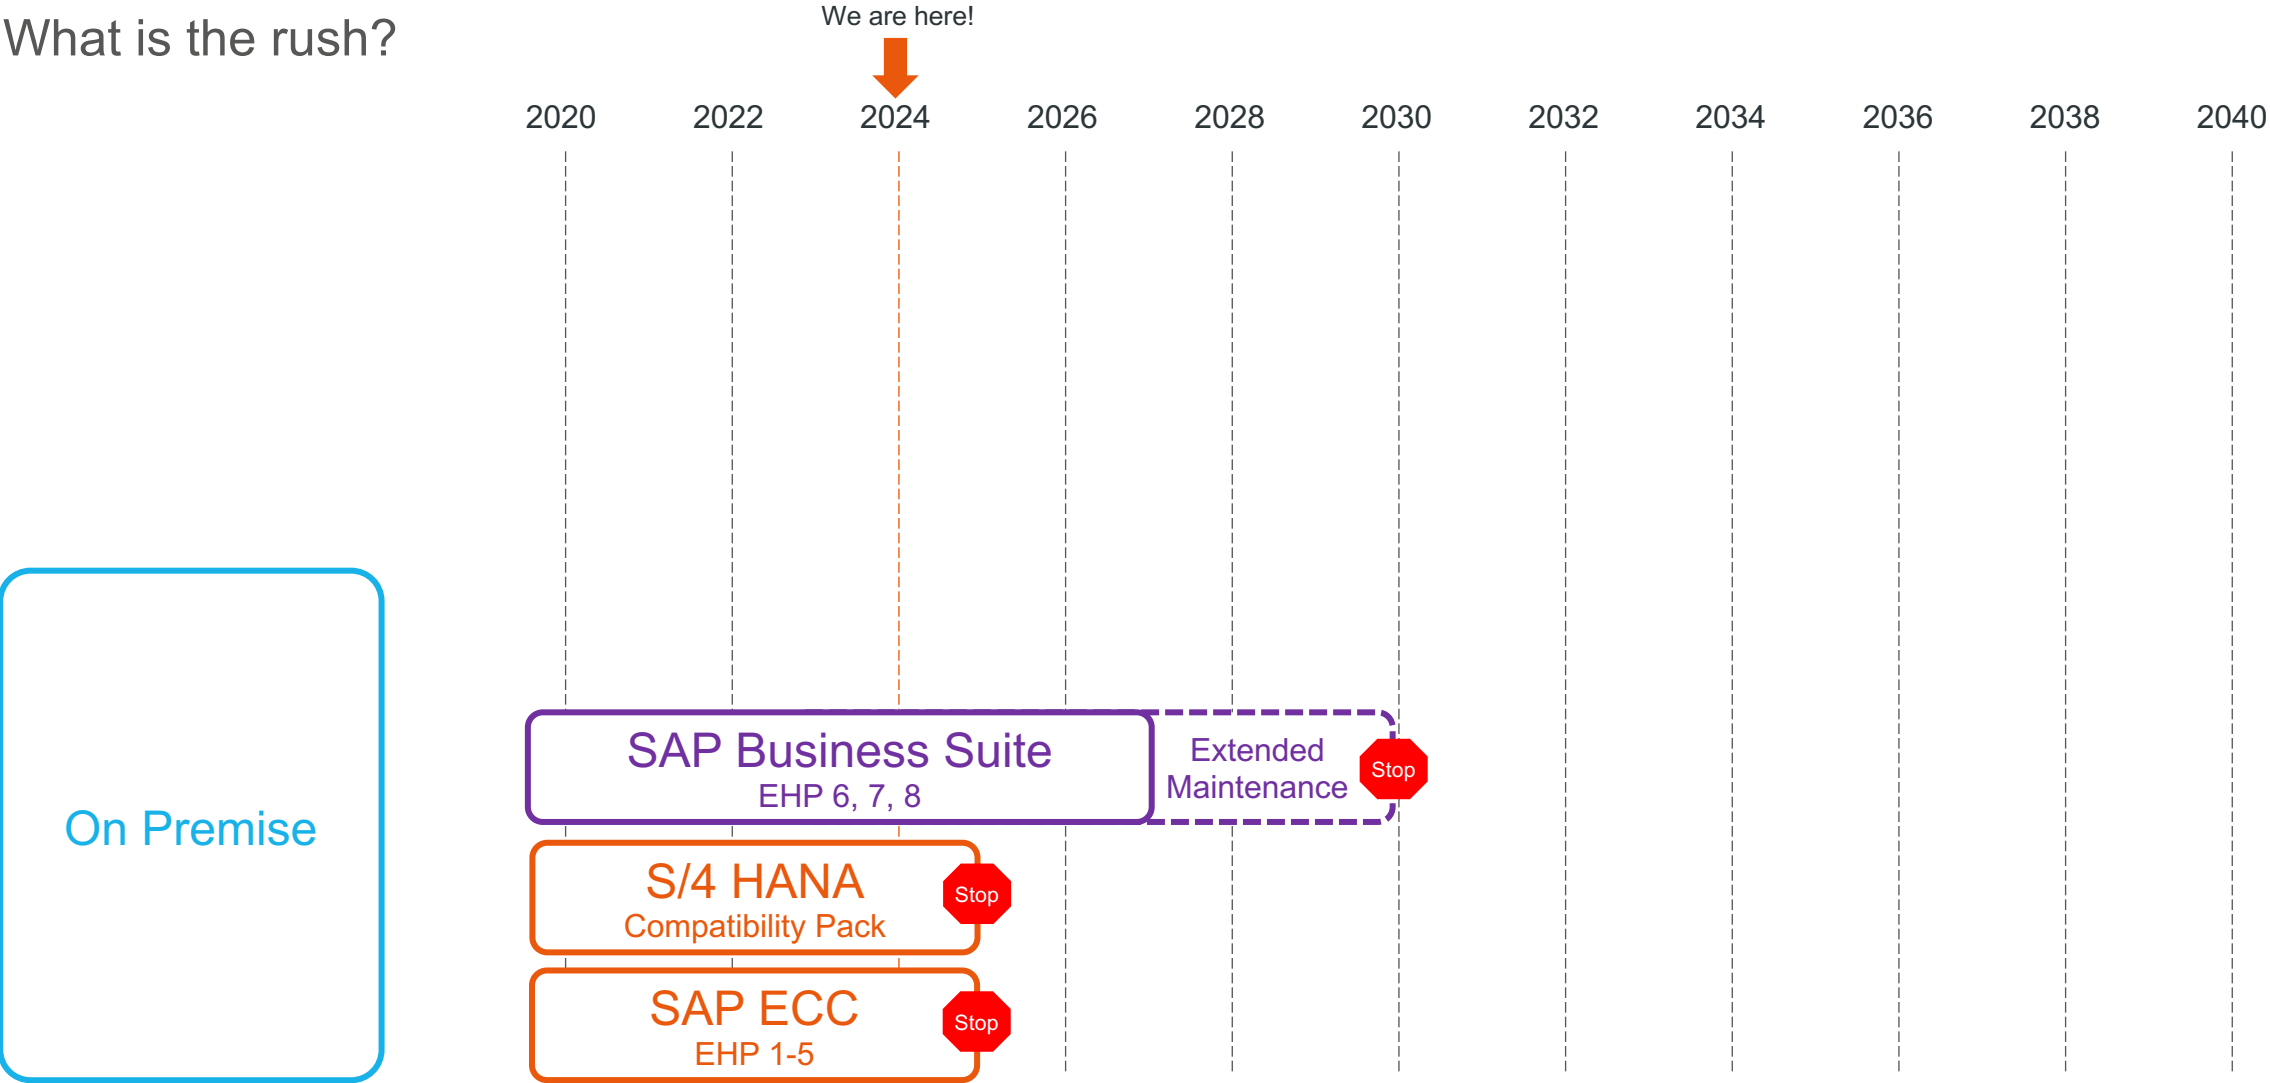 What is the rush?
We are here!
2020 2022 2024 2026 2028 2030 2032 2034 2036 2038 2040
On Premise
SAP Business Suite
EHP 6, 7, 8
Extended
Maintenance
Stop
S/4 HANA
Compatibility Pack
Stop
SAP ECC
EHP 1-5
Stop